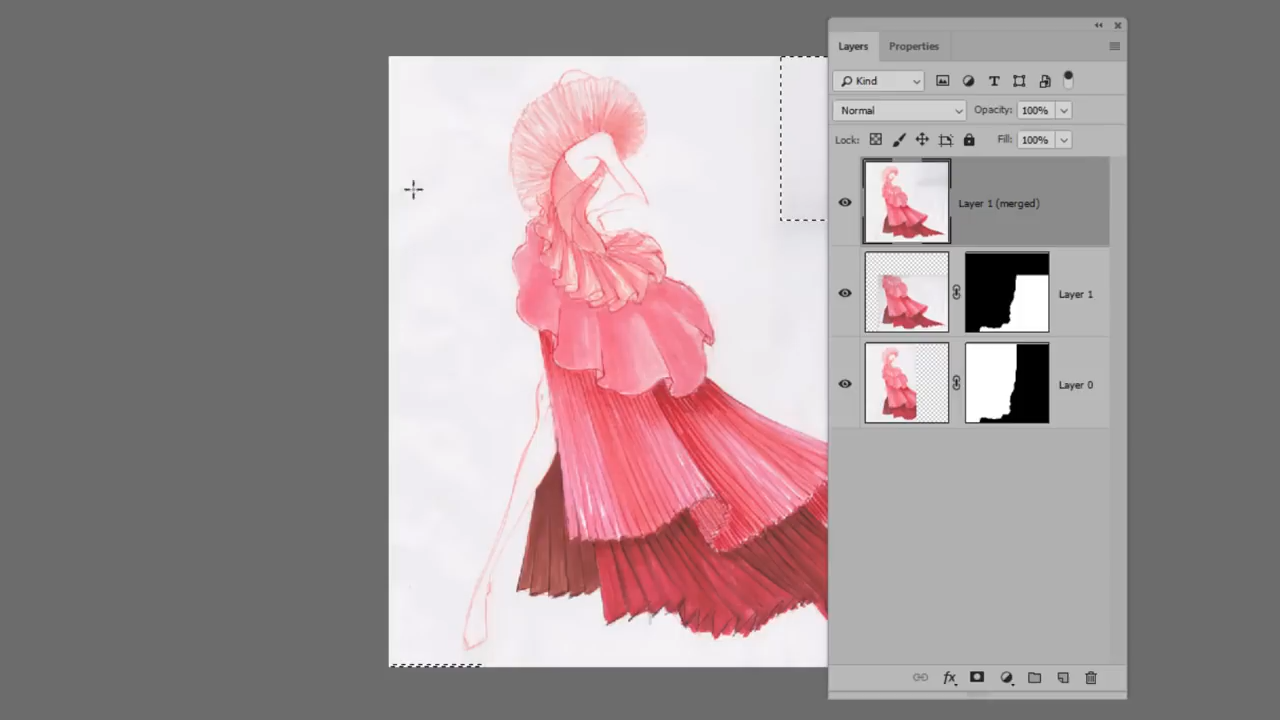 Layers Properties
Kind
Normal Opacity: 100%
Lock: Fill: 100%
Layer 1 (merged)
Layer 1
Layer 0